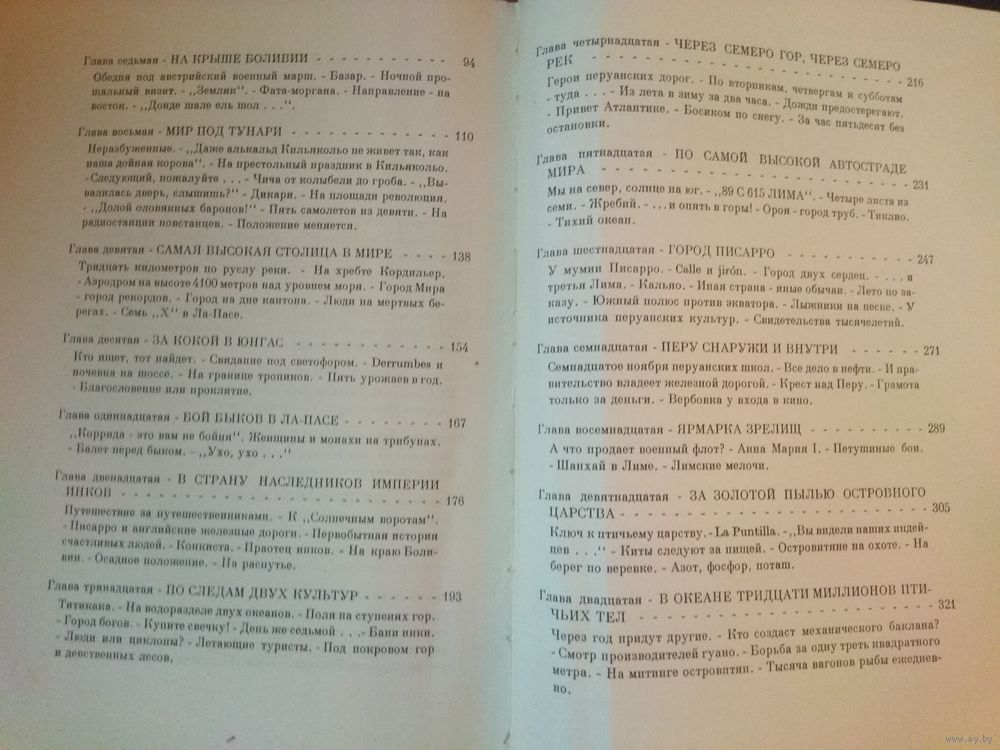 Глава седьмая - НА КРЫШЕ БОЛИВИИ - - - - - - - - - - - 94
Обедня под австрийский военный марш. - Базар. - Ночной про-
щальный визит. - „Земляк“. - Фата-моргана. - Направление - на
восток. - „Донде шале ель шол . . .“.
Глава восьмая - МИР ПОД ТУНАРИ - - - - - - - - - - - - 110
Неразбуженные. - „Даже алькальд Кильяколъо не живет так, как
наша дойная корова“. - На престольный праздник в Кильякольо.
-Следующий, пожалуйте . . . - Чича от колыбели до гроба. - „Вы-
валилась дверь, слышишь?“ - Дикари. - На площади революции.
- „Долой оловянных баронов!“ - Пять самолетов из девяти. - На
радиостанции повстанцев. - Положение меняется.
Глава девятая - САМАЯ ВЫСОКАЯ СТОЛИЦА В МИРЕ - - - - 138
Тридцать километров по руслу реки. - На хребте Кордильер.
- Аэродром на высоте 4100 метров над уровнем моря. - Город Мира
- город рекордов. - Город на дне каньона. - Люди на мертвых бе-
регах. - Семь „Х“ в Ла-Пасе.
Глава десятая - ЗА КОКОЙ В ЮНГАС - - - - - - - - - - - - 154
Кто ищет, тот найдет. - Свидание под светофором. - Derrumbes и
ночевка на шоссе. - На границе тропиков. - Пять урожаев в год.
- Благословение или проклятие.
Глава одиннадцатая - БОЙ БЫКОВ В ЛА-ПАСЕ - - - - - - - - 167
„Коррида - это вам не бойня“. Женщины и монахи на трибунах.
- Балет перед быком. - „Ухо, ухо . . .“
Глава двенадцатая - В СТРАНУ НАСЛЕДНИКОВ ИМПЕРИИ
ИНКОВ - - - - - - - - - - - - - - - - - - - - - - - - - 176
Путешествие за путешественниками. - К „Солнечным воротам“.
- Писарро и английские железные дороги. - Первобытная история
счастливых людей. - Конкиста. - Праотец инков. - На краю Боли-
вии. - Осадное положение. - На распутье.
Глава тринадцатая - ПО СЛЕДАМ ДВУХ КУЛЬТУР - - - - - - 193
Титикака. - На водоразделе двух океанов. - Поля на ступенях гор.
- Город богов. - Купите свечку! - День же седьмой . . . - Бани инки.
- Люди или циклопы? - Летающие туристы. - Под покровом гор
и девственных лесов.
Глава четырнадцатая - ЧЕРЕЗ СЕМЕРО ГОР, ЧЕРЕЗ СЕМЕРО
РЕК - - - - - - - - - - - - - - - - - - - - - - - - 216
Герои перуанских дорог. - По вторникам, четвергам и субботам
- туда . . . - Из лета в зиму за два часа. - Дожди предостерегают.
- Привет Атлантике. - Босиком по снегу. - За час пятьдесят без
остановки.
Глава пятнадцатая - ПО САМОЙ ВЫСОКОЙ АВТОСТРАДЕ
МИРА - - - - - - - - - - - - - - - - - - - - - - - - 231
Мы на север, солнце на юг. - „89 С 615 ЛИМА“. - Четыре листа из
семи. - Жребий. - . . .и опять в горы! - Ороя - город труб. - Тиклио.
- Тихий океан.
Глава шестнадцатая - ГОРОД ПИСАРРО - - - - - - - - - - - 247
У мумии Писарро. - Calle и jirón. - Город двух сердец. - . . . и
третья Лима. - Кальяо. - Иная страна - иные обычаи. - Лето по за-
казу. - Южный полюс против экватора. - Лыжники на песке. - У
источника перуанских культур. - Свидетельства тысячелетий.
Глава семнадцатая - ПЕРУ СНАРУЖИ И ВНУТРИ - - - - - - - 271
Семнадцатое ноября перуанских школ. - Все дело в нефти. - И пра-
вительство владеет железной дорогой. - Крест над Перу. - Грамота
только за деньги. - Вербовка у входа в кино.
Глава восемнадцатая - ЯРМАРКА ЗРЕЛИЩ - - - - - - - - - - 289
А что продает военный флот? - Анна Мария I. - Петушиные бои.
- Шанхай в Лиме. - Лимские мелочи.
Глава девятнадцатая - ЗА ЗОЛОТОЙ ПЫЛЬЮ ОСТРОВНОГО
ЦАРСТВА - - - - - - - - - - - - - - - - - - - - - - - 305
Ключ к птичьему царству. - La Puntilla. - „Вы видели наших индей-
цев . . .“ - Киты следуют за пищей. - Островитяне на охоте. - На
берег по веревке. - Азот, фосфор, поташ.
Глава двадцатая - В ОКЕАНЕ ТРИДЦАТИ МИЛЛИОНОВ ПТИ-
ЧЬИХ ТЕЛ - - - - - - - - - - - - - - - - - - - - - - - 321
Через год придут другие. - Кто создаст механического баклана?
- Смотр производителей гуано. - Борьба за одну треть квадратного
метра. - На митинге островитян. - Тысяча вагонов рыбы ежеднев-
но.
www.ay.by